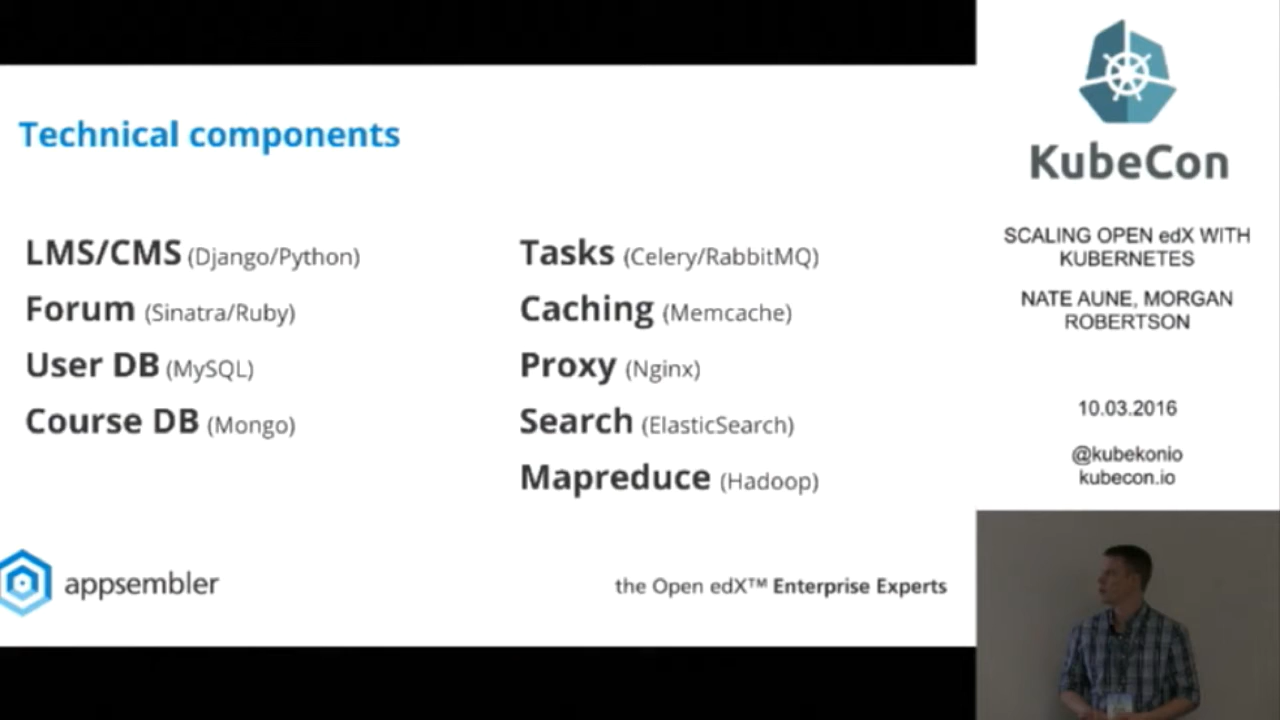 Technical components
LMS/CMS (Django/Python)
Forum (Sinatra/Ruby)
User DB (MySQL)
Course DB (Mongo)
Tasks (Celery/RabbitMQ)
Caching (Memcache)
Proxy (Nginx)
Search (ElasticSearch)
Mapreduce (Hadoop)
appsembler
the Open edX™ Enterprise Experts
KubeCon
SCALING OPEN edX WITH
KUBERNETES
NATE AUNE, MORGAN
ROBERTSON
10.03.2016
@kubekonio
kubecon.io